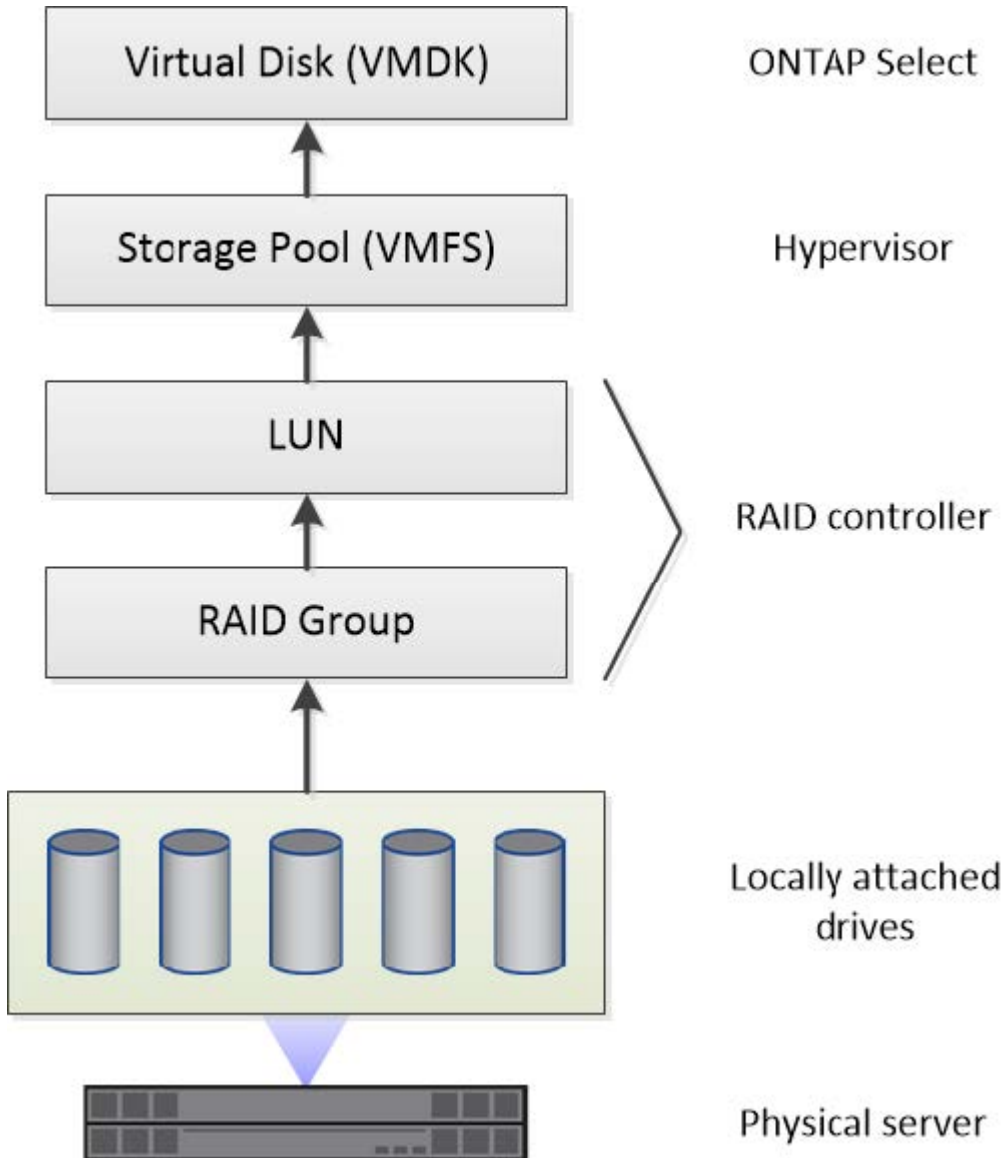 Virtual Disk (VMDK)
ONTAP Select
Storage Pool (VMFS)
Hypervisor
LUN
RAID controller
RAID Group
Locally attached
drives
Physical server